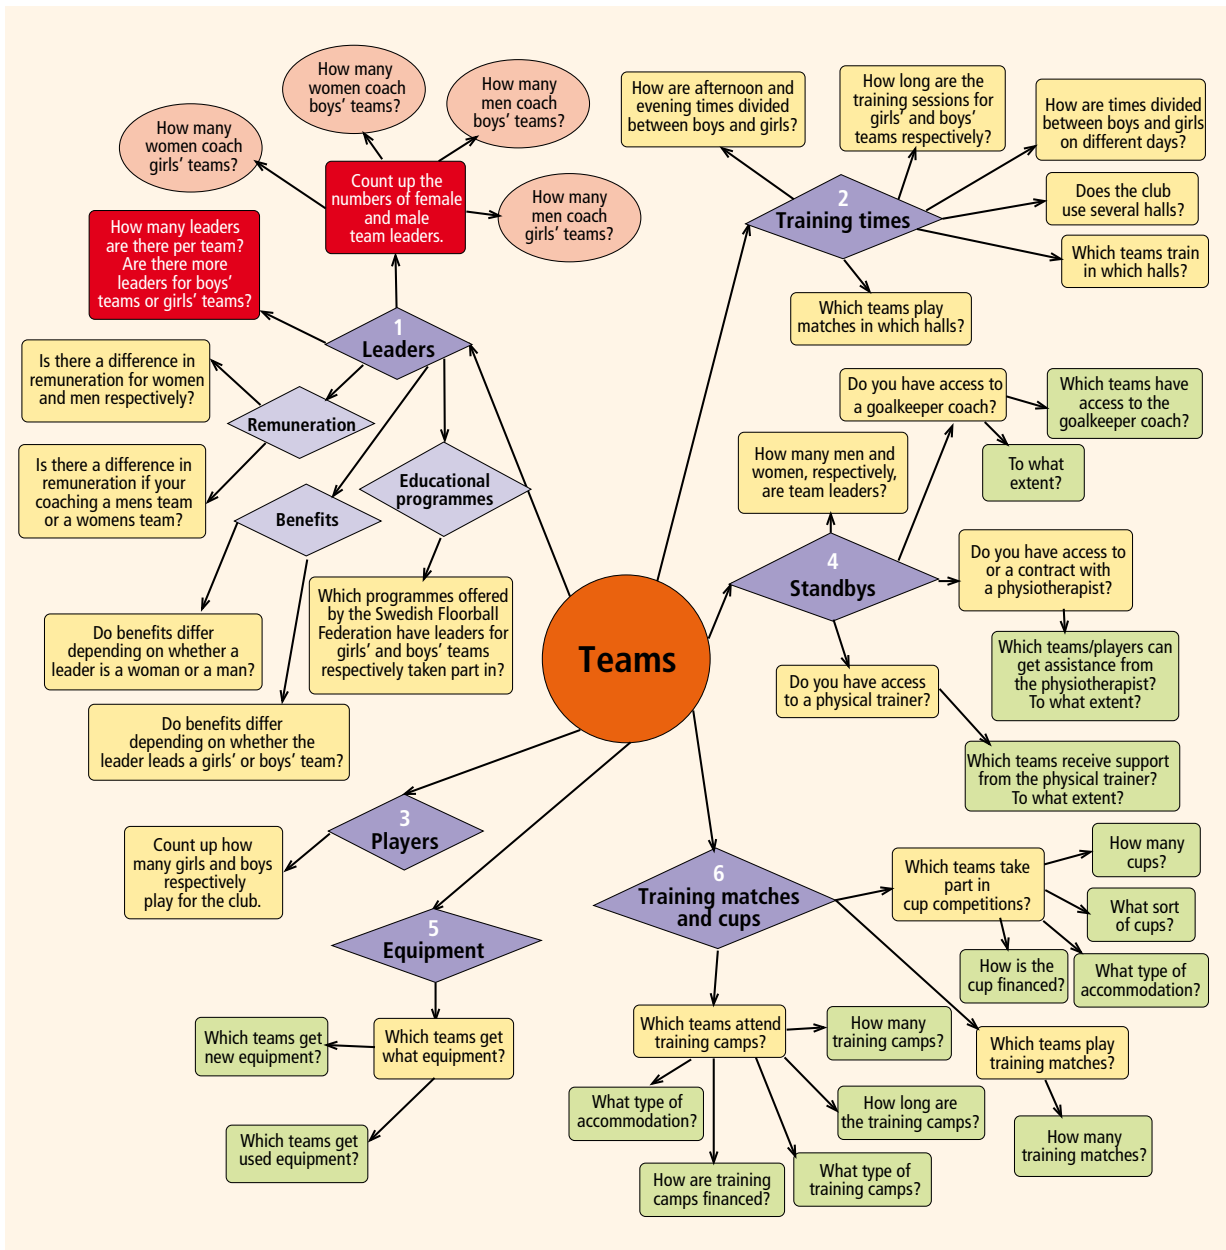 How many
women coach
boys’ teams?
How many
men coach
boys’ teams?
How many
women coach
girls’ teams?
How many
men coach
girls’ teams?
Count up the
numbers of female
and male
team leaders.
How many leaders
are there per team?
Are there more
leaders for boys’
teams or girls’ teams?
1
Leaders
Is there a difference in
remuneration for women
and men respectively?
Remuneration
Is there a difference in
remuneration if your
coaching a mens team
or a womens team?
Benefits
Educational
programmes
Do benefits differ
depending on whether a
leader is a woman or a man?
Do benefits differ
depending on whether the
leader leads a girls’ or boys’ team?
Which programmes offered
by the Swedish Floorball
Federation have leaders for
girls’ and boys’ teams
respectively taken part in?
How are afternoon and
evening times divided
between boys and girls?
How long are the
training sessions for
girls’ and boys’
teams respectively?
How are times divided
between boys and girls
on different days?
2
Training times
Does the club
use several halls?
Which teams train
in which halls?
Which teams play
matches in which halls?
Do you have access to
a goalkeeper coach?
Which teams have
access to the
goalkeeper coach?
To what
extent?
How many men and
women, respectively,
are team leaders?
4
Standbys
Do you have access to
or a contract with
a physiotherapist?
Which teams/players can
get assistance from
the physiotherapist?
To what extent?
Do you have access
to a physical trainer?
Which teams receive support
from the physical trainer?
To what extent?
Teams
3
Players
Count up how
many girls and boys
respectively
play for the club.
5
Equipment
Which teams get
what equipment?
Which teams get
new equipment?
Which teams get
used equipment?
6
Training matches
and cups
Which teams take
part in
cup competitions?
How many
cups?
What sort
of cups?
How is the
cup financed?
What type of
accommodation?
Which teams attend
training camps?
How many
training camps?
What type of
accommodation?
How long are
the training camps?
How are training
camps financed?
What type of
training camps?
Which teams play
training matches?
How many
training matches?